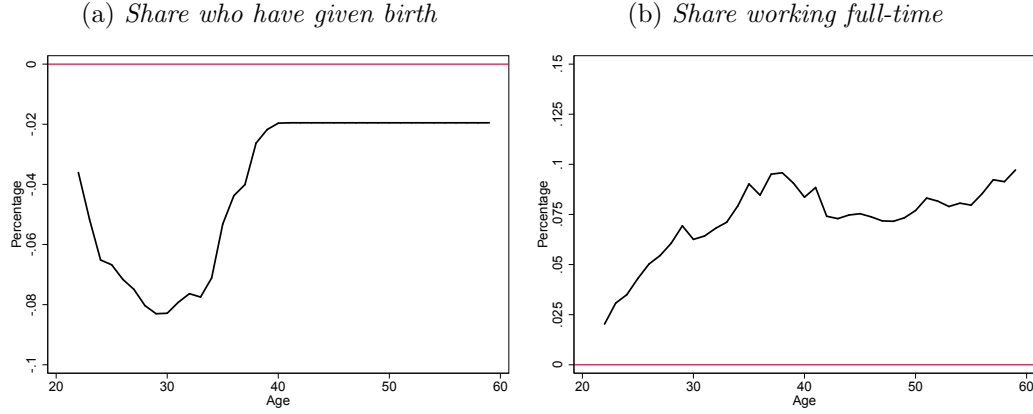 (a) Share who have given birth
0
-.02
-.04
-.06
-.08
-.1
Percentage
20 30 40 50 60
Age
(b) Share working full-time
.15
.125
.1
.075
.05
.025
0
Percentage
20 30 40 50 60
Age